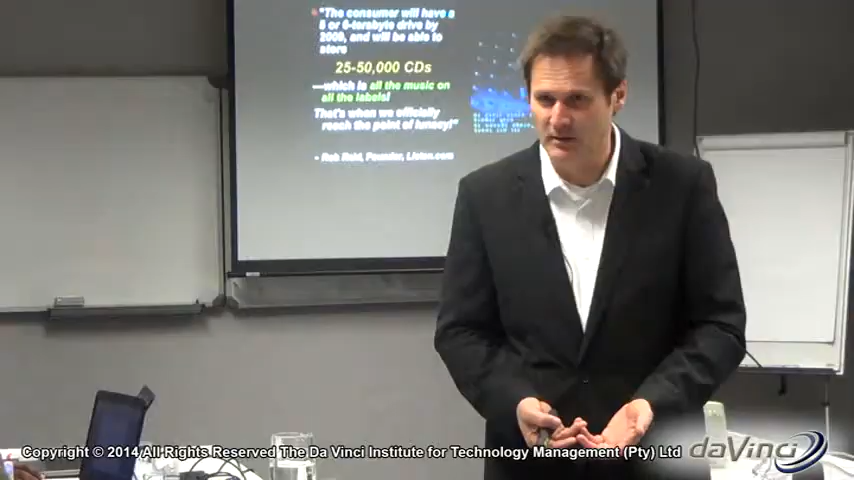 "The consumer will have a
5 or 6-terabyte drive by
2009, and will be able to
store
25-50,000 CDs
—which is all the music on
all the labels!
That's when we officially
reach the point of lunacy!"
- Rob Reid, Founder, Listen.com
Copyright © 2014 All Rights Reserved The Da Vinci Institute for Technology Management (Pty) Ltd
daVinci